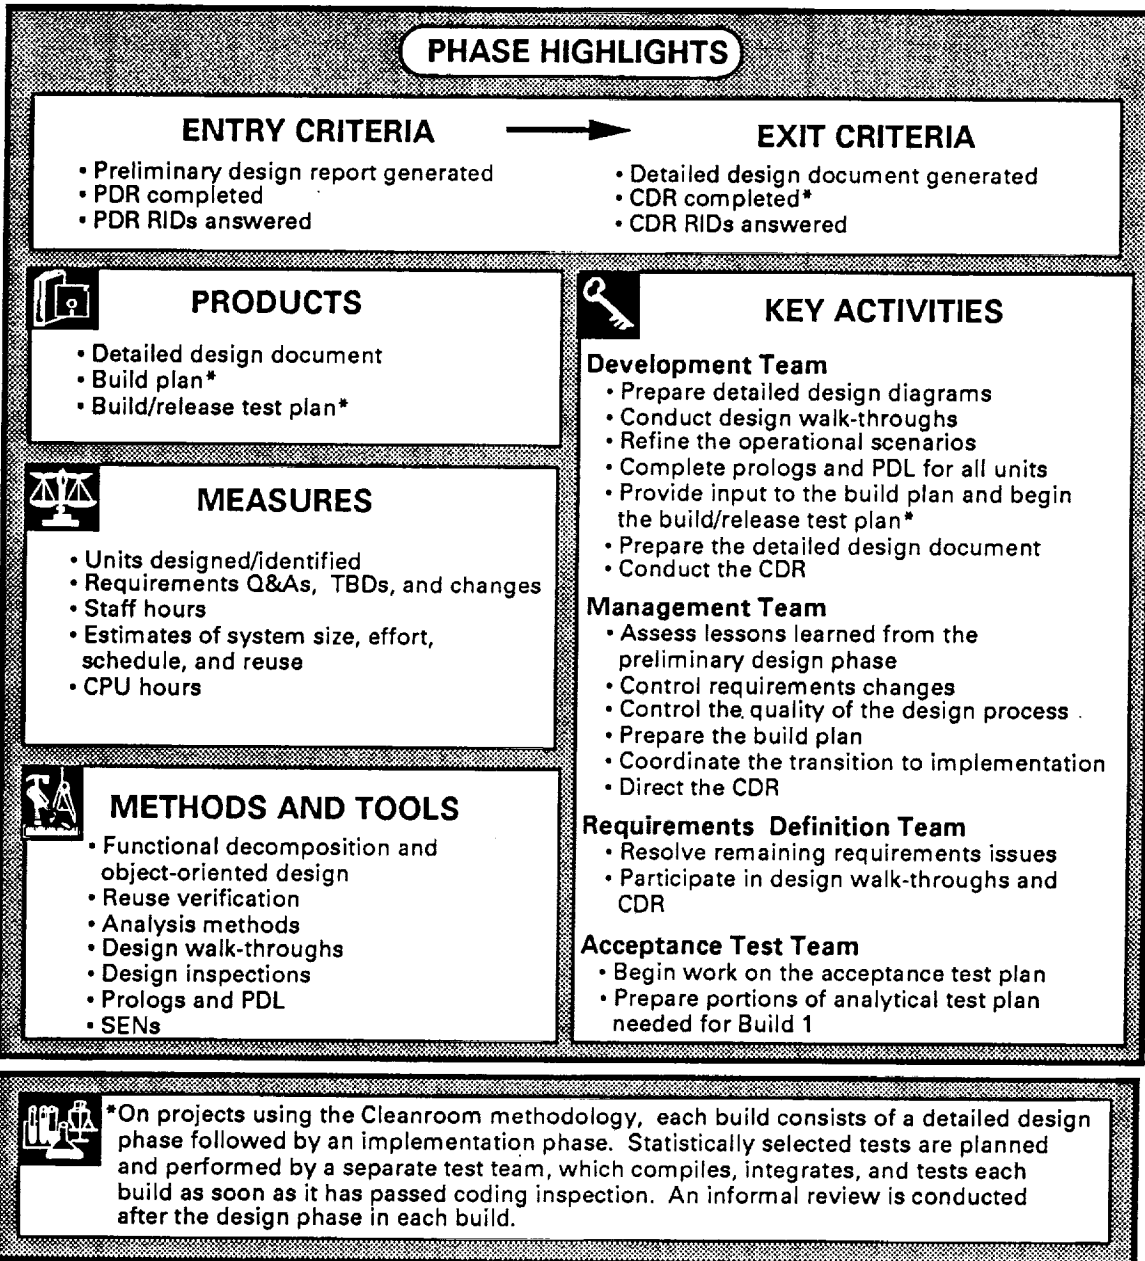 PHASE HIGHLIGHTS
ENTRY CRITERIA
• Preliminary design report generated
• PDR completed
• PDR RIDs answered
EXIT CRITERIA
• Detailed design document generated
• CDR completed*
• CDR RIDs answered
PRODUCTS
• Detailed design document
• Build plan*
• Build/release test plan*
MEASURES
• Units designed/identified
• Requirements Q&As, TBDs, and changes
• Staff hours
• Estimates of system size, effort,
schedule, and reuse
• CPU hours
METHODS AND TOOLS
• Functional decomposition and
object-oriented design
• Reuse verification
• Analysis methods
• Design walk-throughs
• Design inspections
• Prologs and PDL
• SENs
KEY ACTIVITIES
Development Team
• Prepare detailed design diagrams
• Conduct design walk-throughs
• Refine the operational scenarios
• Complete prologs and PDL for all units
• Provide input to the build plan and begin
the build/release test plan*
• Prepare the detailed design document
• Conduct the CDR
Management Team
• Assess lessons learned from the
preliminary design phase
• Control requirements changes
• Control the quality of the design process
• Prepare the build plan
• Coordinate the transition to implementation
• Direct the CDR
Requirements Definition Team
• Resolve remaining requirements issues
• Participate in design walk-throughs and
CDR
Acceptance Test Team
• Begin work on the acceptance test plan
• Prepare portions of analytical test plan
needed for Build 1
*On projects using the Cleanroom methodology, each build consists of a detailed design
phase followed by an implementation phase. Statistically selected tests are planned
and performed by a separate test team, which compiles, integrates, and tests each
build as soon as it has passed coding inspection. An informal review is conducted
after the design phase in each build.